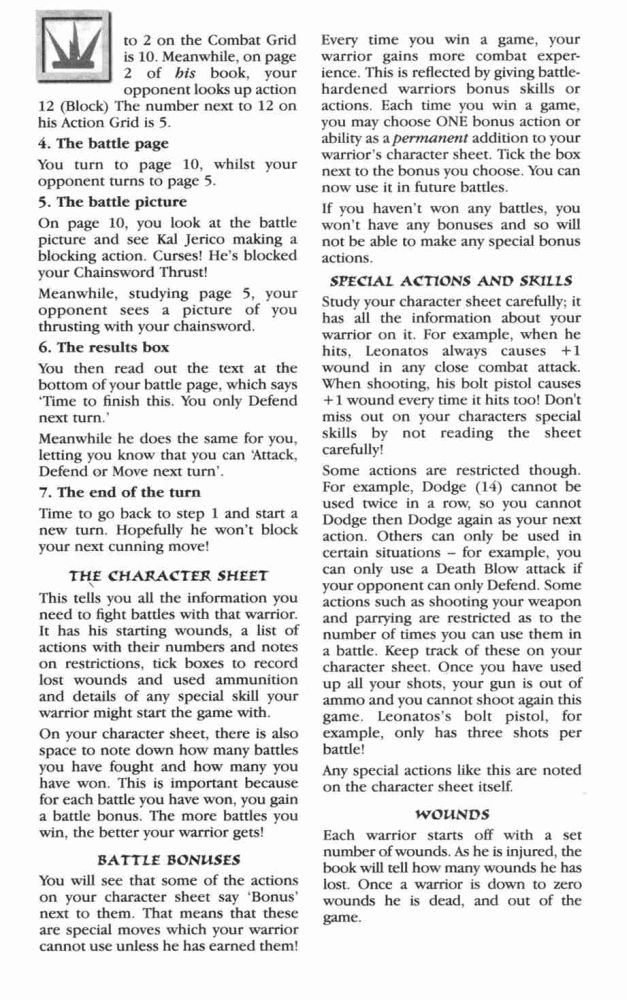 to 2 on the Combat Grid
is 10. Meanwhile, on page
2 of his book, your
opponent looks up action
12 (Block) The number next to 12 on
his Action Grid is 5.
4. The battle page
You turn to page 10, whilst your
opponent turns to page 5.
5. The battle picture
On page 10, you look at the battle
picture and see Kal Jerico making a
blocking action. Curses! He's blocked
your Chainsword Thrust!
Meanwhile, studying page 5, your
opponent sees a picture of you
thrusting with your chainsword.
6. The results box
You then read out the text at the
bottom of your battle page, which says
'Time to finish this. You only Defend
next turn.'
Meanwhile he does the same for you,
letting you know that you can 'Attack,
Defend or Move next turn'.
7. The end of the turn
Time to go back to step 1 and start a
new turn. Hopefully he won't block
your next cunning move!
THE CHARACTER SHEET
This tells you all the information you
need to fight battles with that warrior.
It has his starting wounds, a list of
actions with their numbers and notes
on restrictions, tick boxes to record
lost wounds and used ammunition
and details of any special skill your
warrior might start the game with.
On your character sheet, there is also
space to note down how many battles
you have fought and how many you
have won. This is important because
for each battle you have won, you gain
a battle bonus. The more battles you
win, the better your warrior gets!
BATTLE BONUSES
You will see that some of the actions
on your character sheet say 'Bonus'
next to them. That means that these
are special moves which your warrior
cannot use unless he has earned them!
Every time you win a game, your
warrior gains more combat exper-
ience. This is reflected by giving battle-
hardened warriors bonus skills or
actions. Each time you win a game,
you may choose ONE bonus action or
ability as a permanent addition to your
warrior's character sheet. Tick the box
next to the bonus you choose. You can
now use it in future battles.
If you haven't won any battles, you
won't have any bonuses and so will
not be able to make any special bonus
actions.
SPECIAL ACTIONS AND SKILLS
Study your character sheet carefully; it
has all the information about your
warrior on it. For example, when he
hits, Leonatos always causes +1
wound in any close combat attack.
When shooting, his bolt pistol causes
+1 wound every time it hits too! Don't
miss out on your characters special
skills by not reading the sheet
carefully!
Some actions are restricted though.
For example, Dodge (14) cannot be
used twice in a row, so you cannot
Dodge then Dodge again as your next
action. Others can only be used in
certain situations – for example, you
can only use a Death Blow attack if
your opponent can only Defend. Some
actions such as shooting your weapon
and parrying are restricted as to the
number of times you can use them in
a battle. Keep track of these on your
character sheet. Once you have used
up all your shots, your gun is out of
ammo and you cannot shoot again this
game. Leonatos's bolt pistol, for
example, only has three shots per
battle!
Any special actions like this are noted
on the character sheet itself.
WOUNDS
Each warrior starts off with a set
number of wounds. As he is injured, the
book will tell how many wounds he has
lost. Once a warrior is down to zero
wounds he is dead, and out of the
game.